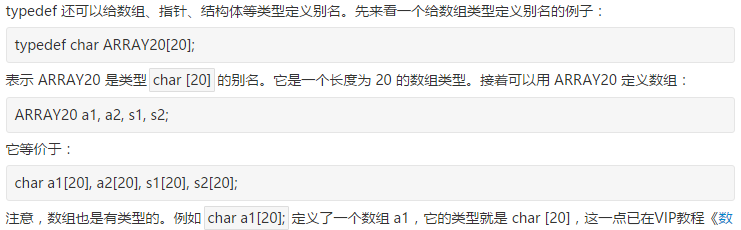 typedef 还可以给数组、指针、结构体等类型定义别名。先来看一个给数组类型定义别名的例子：
typedef char ARRAY20[20];
表示 ARRAY20 是类型 char [20] 的别名。它是一个长度为 20 的数组类型。接着可以用 ARRAY20 定义数组：
ARRAY20 a1, a2, s1, s2;
它等价于：
char a1[20], a2[20], s1[20], s2[20];
注意，数组也是有类型的。例如 char a1[20]; 定义了一个数组 a1，它的类型就是 char [20]，这一点已在VIP教程《数